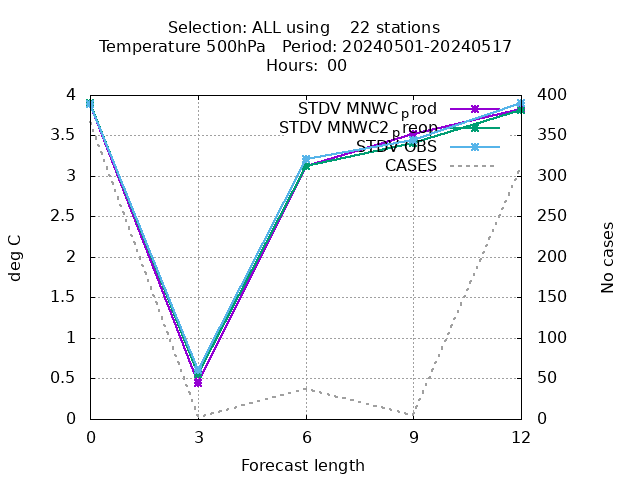 Selection: ALL using    22 stations
Temperature 500hPa   Period: 20240501-20240517
Hours: 00
STDV MNWC_prod
STDV MNWC2_preop
STDV OBS
CASES
4
3.5
3
2.5
2
1.5
1
0.5
0
400
350
300
250
200
150
100
50
0
deg C
No cases
0
3
6
9
12
Forecast length